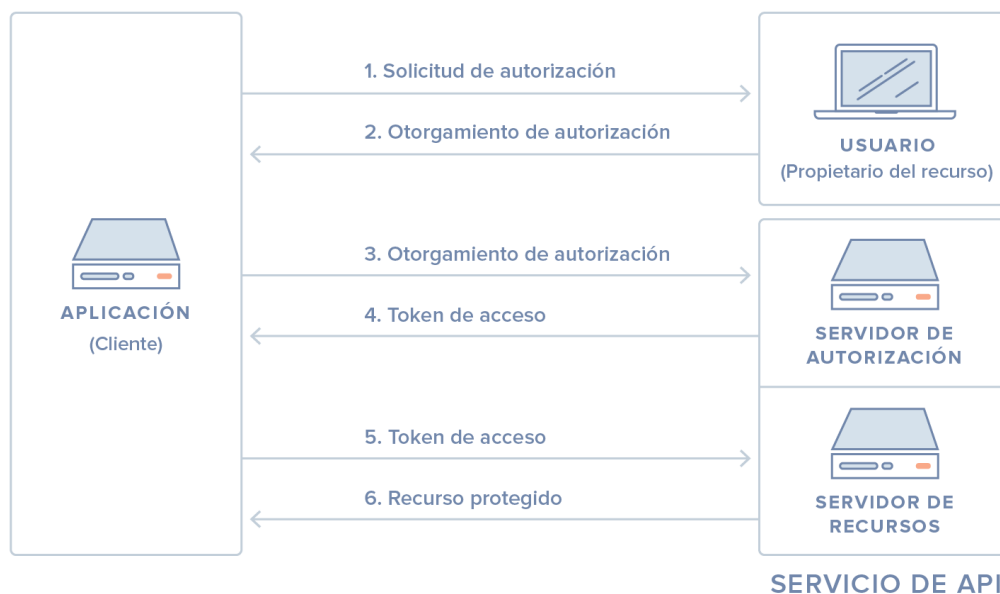 1. Solicitud de autorización
2. Otorgamiento de autorización
USUARIO
(Propietario del recurso)
3. Otorgamiento de autorización
4. Token de acceso
APLICACIÓN
(Cliente)
SERVIDOR DE
AUTORIZACIÓN
5. Token de acceso
6. Recurso protegido
SERVIDOR DE
RECURSOS
SERVICIO DE API